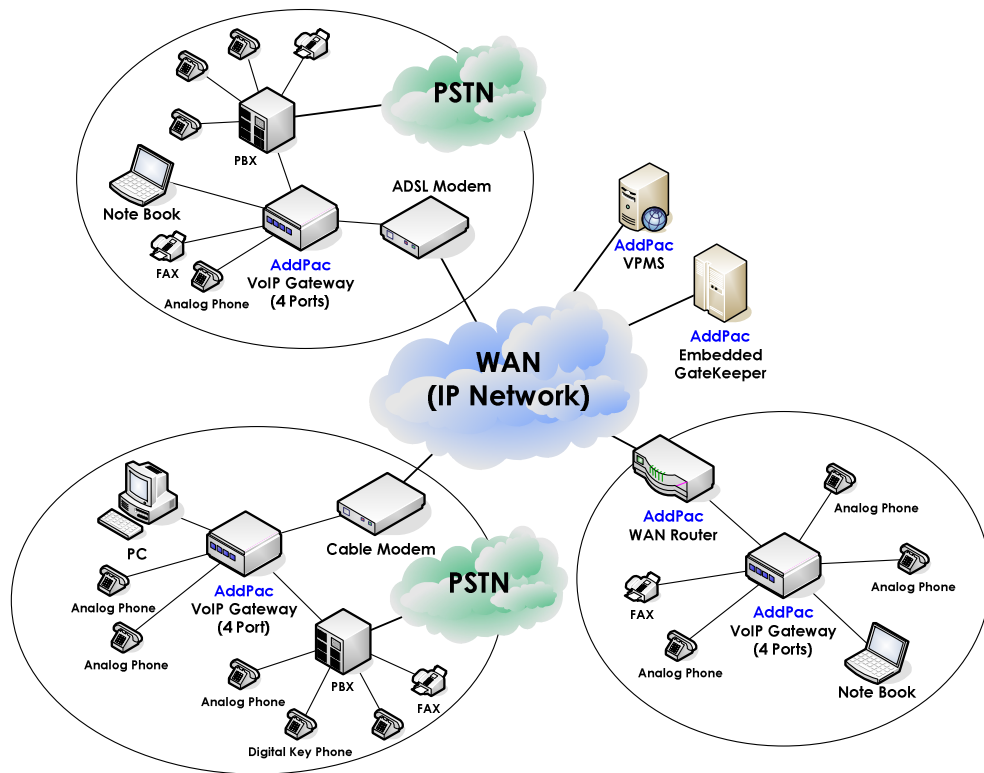 PSTN
PBX
ADSL Modem
Note Book
FAX
AddPac
VoIP Gateway
(4 Ports)
Analog Phone
AddPac
VPMS
AddPac
Embedded
GateKeeper
WAN
(IP Network)
PC
Cable Modem
AddPac
VoIP Gateway
(4 Port)
Analog Phone
Analog Phone
PSTN
PBX
Analog Phone
FAX
Digital Key Phone
AddPac
WAN Router
Analog Phone
Analog Phone
FAX
AddPac
VoIP Gateway
(4 Ports)
Analog Phone
Note Book